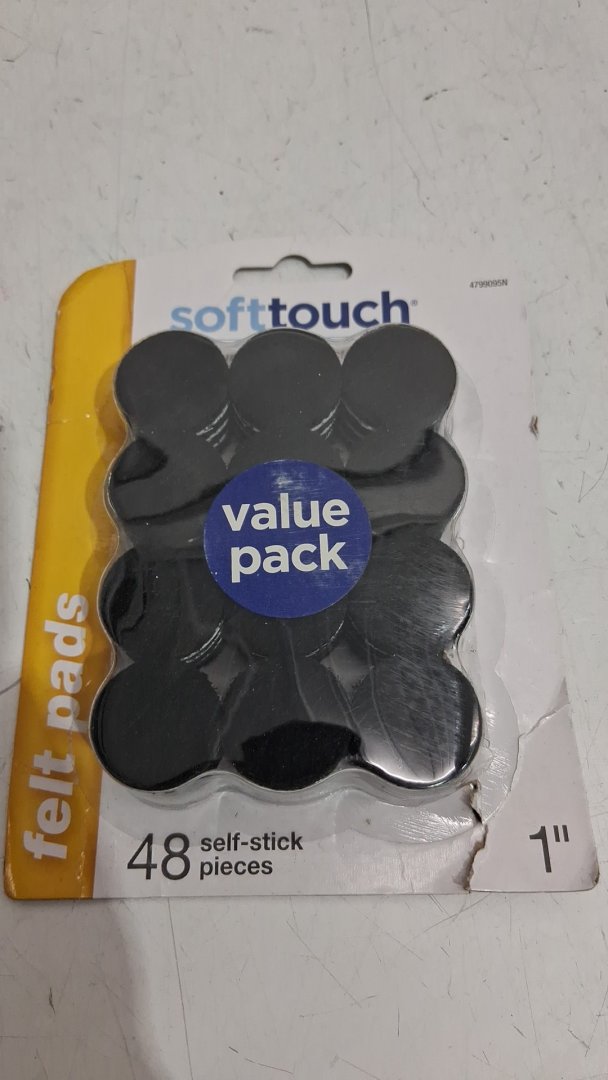 4799095N
softtouch®
value
pack
felt pads
48 self-stick
pieces
1"